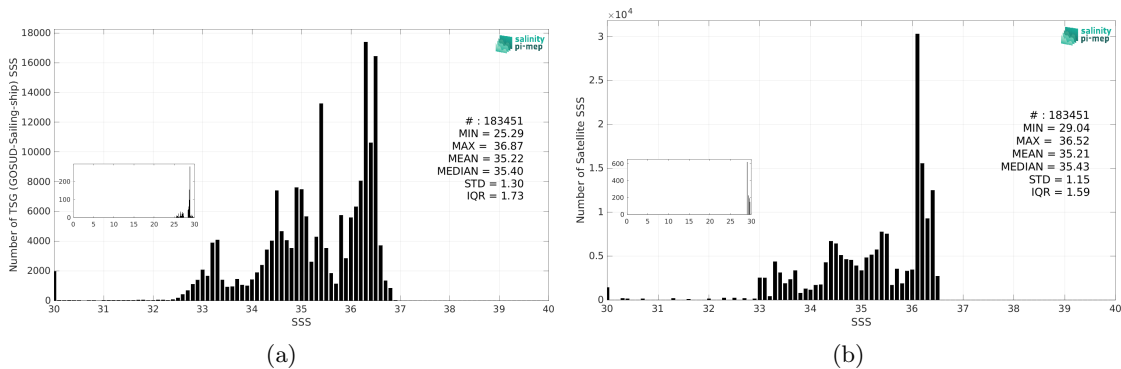 18000
16000
14000
12000
10000
8000
6000
4000
2000
0
Number of TSG (GOSUD-Sailing-ship) SSS
salinity
pi-mep
# : 183451
MIN = 25.29
MAX = 36.87
MEAN = 35.22
MEDIAN = 35.40
STD = 1.30
IQR = 1.73
200
100
0
0 5 10 15 20 25 30
30 31 32 33 34 35 36 37 38 39 40
SSS
(a)
×10⁴
3
2.5
2
1.5
1
0.5
0
Number of Satellite SSS
salinity
pi-mep
# : 183451
MIN = 29.04
MAX = 36.52
MEAN = 35.21
MEDIAN = 35.43
STD = 1.15
IQR = 1.59
600
400
200
0
0 5 10 15 20 25 30
30 31 32 33 34 35 36 37 38 39 40
SSS
(b)